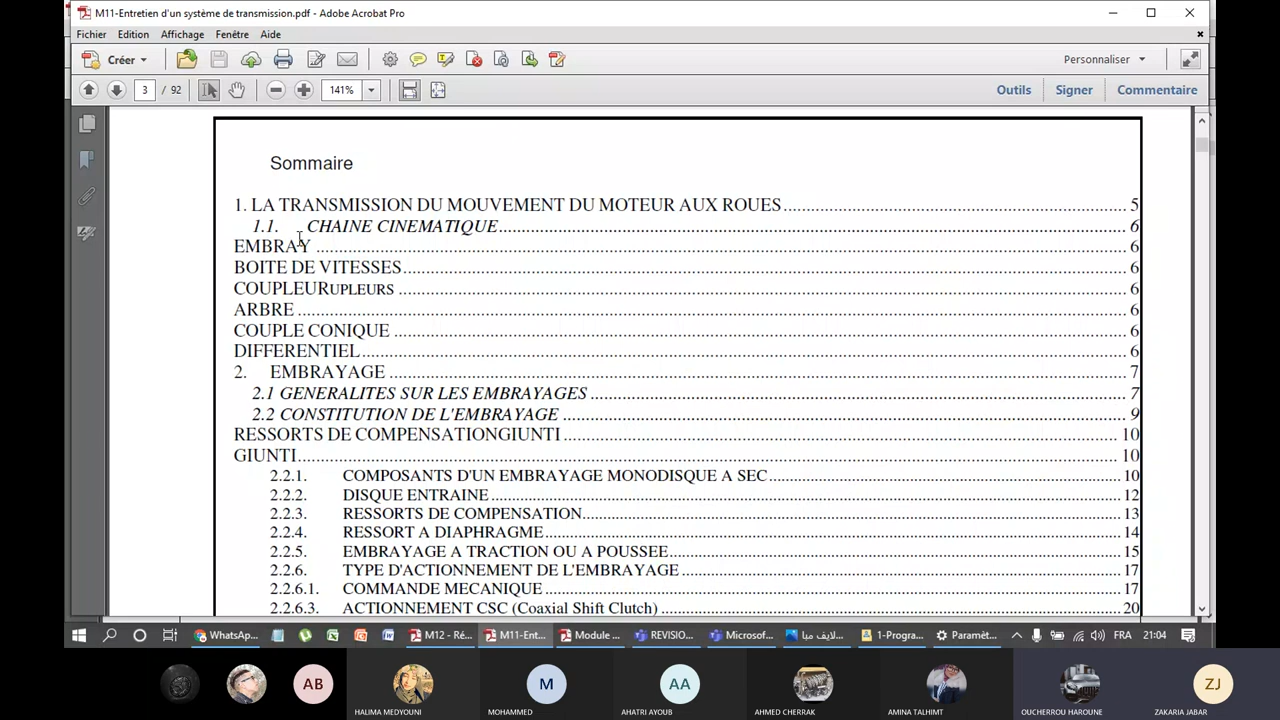 M11-Entretien d'un système de transmission.pdf - Adobe Acrobat Pro
Fichier Edition Affichage Fenêtre Aide
Créer Personnaliser
3 / 92 141% Outils Signer Commentaire
Sommaire
1. LA TRANSMISSION DU MOUVEMENT DU MOTEUR AUX ROUES 5
1.1. CHAINE CINEMATIQUE 6
EMBRAY 6
BOITE DE VITESSES 6
COUPLEURUPLEURS 6
ARBRE 6
COUPLE CONIQUE 6
DIFFERENTIEL 6
2. EMBRAYAGE 7
2.1 GENERALITES SUR LES EMBRAYAGES 7
2.2 CONSTITUTION DE L'EMBRAYAGE 9
RESSORTS DE COMPENSATIONGIUNTI 10
GIUNTI 10
2.2.1. COMPOSANTS D'UN EMBRAYAGE MONODISQUE A SEC 10
2.2.2. DISQUE ENTRAINE 12
2.2.3. RESSORTS DE COMPENSATION 13
2.2.4. RESSORT A DIAPHRAGME 14
2.2.5. EMBRAYAGE A TRACTION OU A POUSSEE 15
2.2.6. TYPE D'ACTIONNEMENT DE L'EMBRAYAGE 17
2.2.6.1. COMMANDE MECANIQUE 17
2.2.6.3. ACTIONNEMENT CSC (Coaxial Shift Clutch) 20
WhatsAp... M12 - Ré... M11-Ent... Module ... REVISIO... Microsof... لايف مبا... 1-Progra... Paramèt... FRA 21:04
AB M AA ZJ
HALIMA MEDYOUNI MOHAMMED AHATRI AYOUB AHMED CHERRAK AMINA TALHIMT OUCHERROU HAROUNE ZAKARIA JABAR